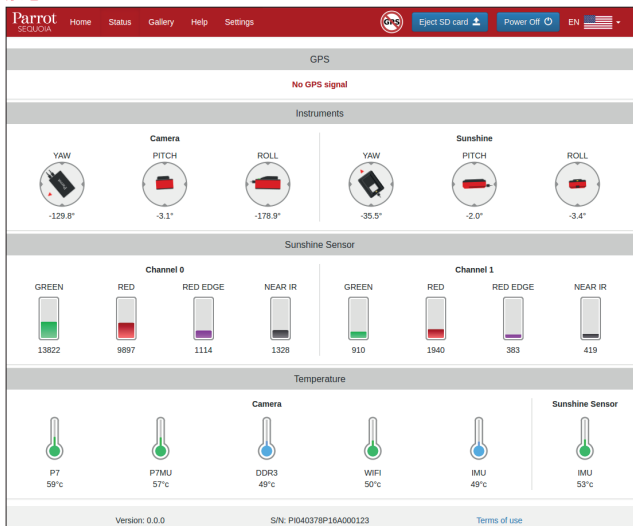 Parrot Home Status Gallery Help Settings GPS Eject SD card Power Off EN
SEQUOIA
GPS
No GPS signal
Instruments
Camera Sunshine
YAW PITCH ROLL YAW PITCH ROLL
-129.8° -3.1° -178.9° -35.5° -2.0° -3.4°
Sunshine Sensor
Channel 0 Channel 1
GREEN RED RED EDGE NEAR IR GREEN RED RED EDGE NEAR IR
13822 9897 1114 1328 910 1940 383 419
Temperature
Camera Sunshine Sensor
P7 P7MU DDR3 WIFI IMU IMU
59°c 57°c 49°c 50°c 49°c 53°c
Version: 0.0.0 S/N: PI040378P16A000123 Terms of use